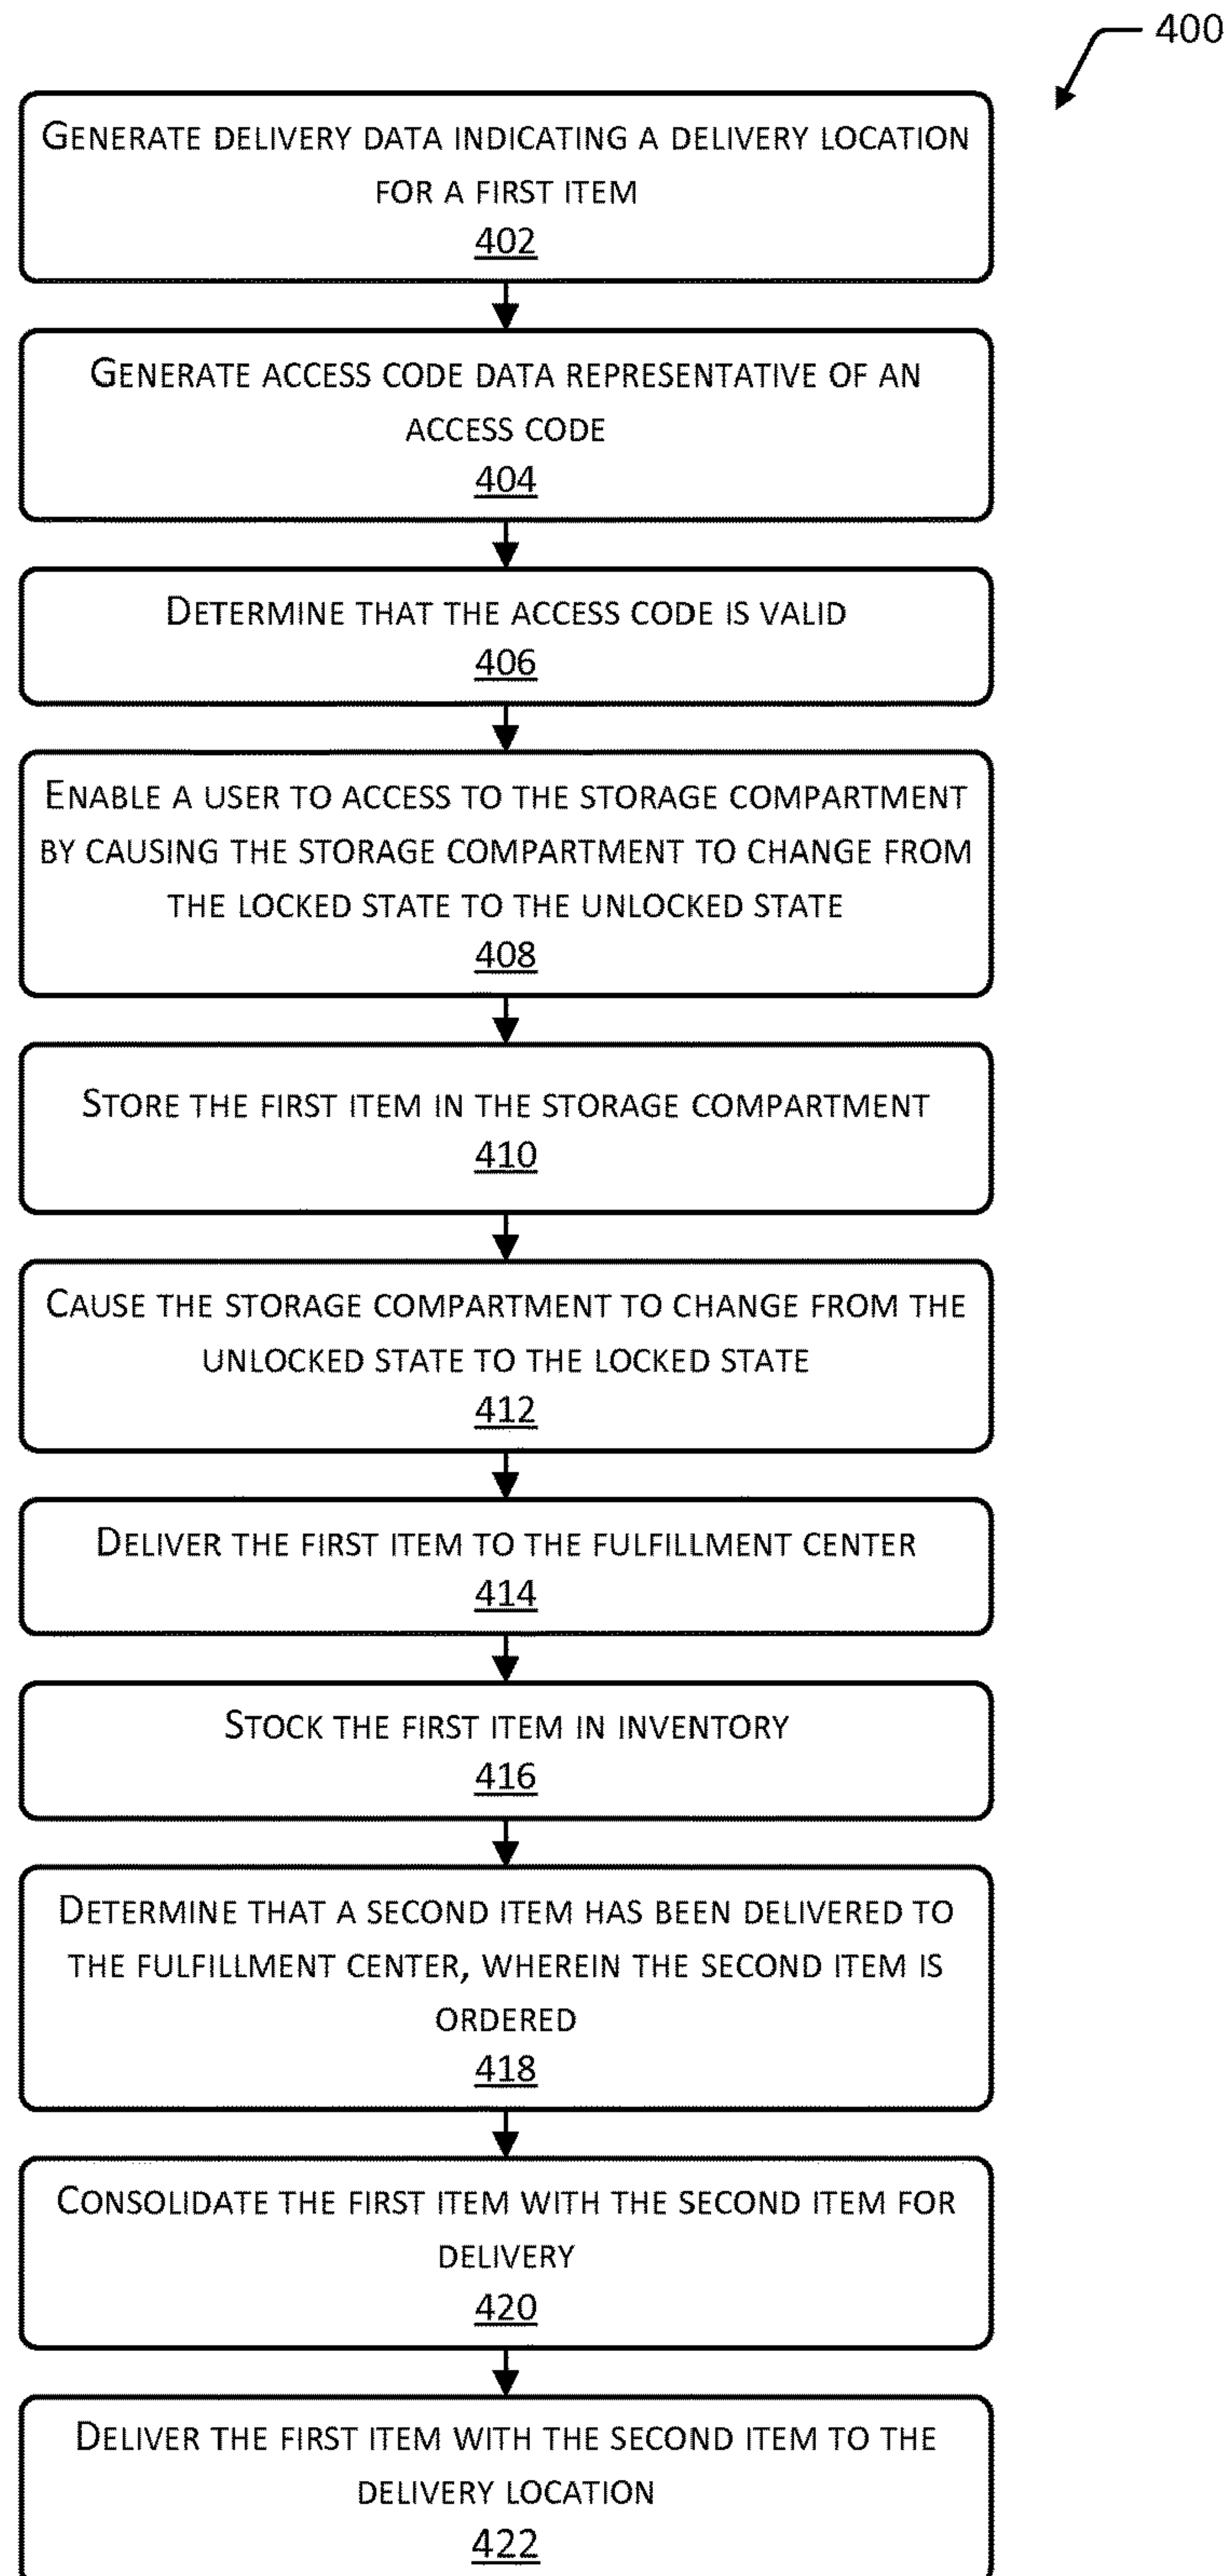 400
GENERATE DELIVERY DATA INDICATING A DELIVERY LOCATION
FOR A FIRST ITEM
402
GENERATE ACCESS CODE DATA REPRESENTATIVE OF AN
ACCESS CODE
404
DETERMINE THAT THE ACCESS CODE IS VALID
406
ENABLE A USER TO ACCESS TO THE STORAGE COMPARTMENT
BY CAUSING THE STORAGE COMPARTMENT TO CHANGE FROM
THE LOCKED STATE TO THE UNLOCKED STATE
408
STORE THE FIRST ITEM IN THE STORAGE COMPARTMENT
410
CAUSE THE STORAGE COMPARTMENT TO CHANGE FROM THE
UNLOCKED STATE TO THE LOCKED STATE
412
DELIVER THE FIRST ITEM TO THE FULFILLMENT CENTER
414
STOCK THE FIRST ITEM IN INVENTORY
416
DETERMINE THAT A SECOND ITEM HAS BEEN DELIVERED TO
THE FULFILLMENT CENTER, WHEREIN THE SECOND ITEM IS
ORDERED
418
CONSOLIDATE THE FIRST ITEM WITH THE SECOND ITEM FOR
DELIVERY
420
DELIVER THE FIRST ITEM WITH THE SECOND ITEM TO THE
DELIVERY LOCATION
422